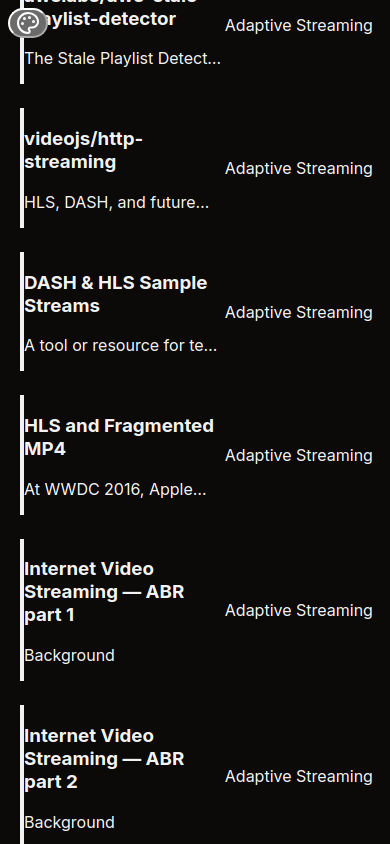 playlist-detector
Adaptive Streaming
The Stale Playlist Detect...
videojs/http-
streaming
Adaptive Streaming
HLS, DASH, and future...
DASH & HLS Sample
Streams
Adaptive Streaming
A tool or resource for te...
HLS and Fragmented
MP4
Adaptive Streaming
At WWDC 2016, Apple...
Internet Video
Streaming — ABR
part 1
Adaptive Streaming
Background
Internet Video
Streaming — ABR
part 2
Adaptive Streaming
Background